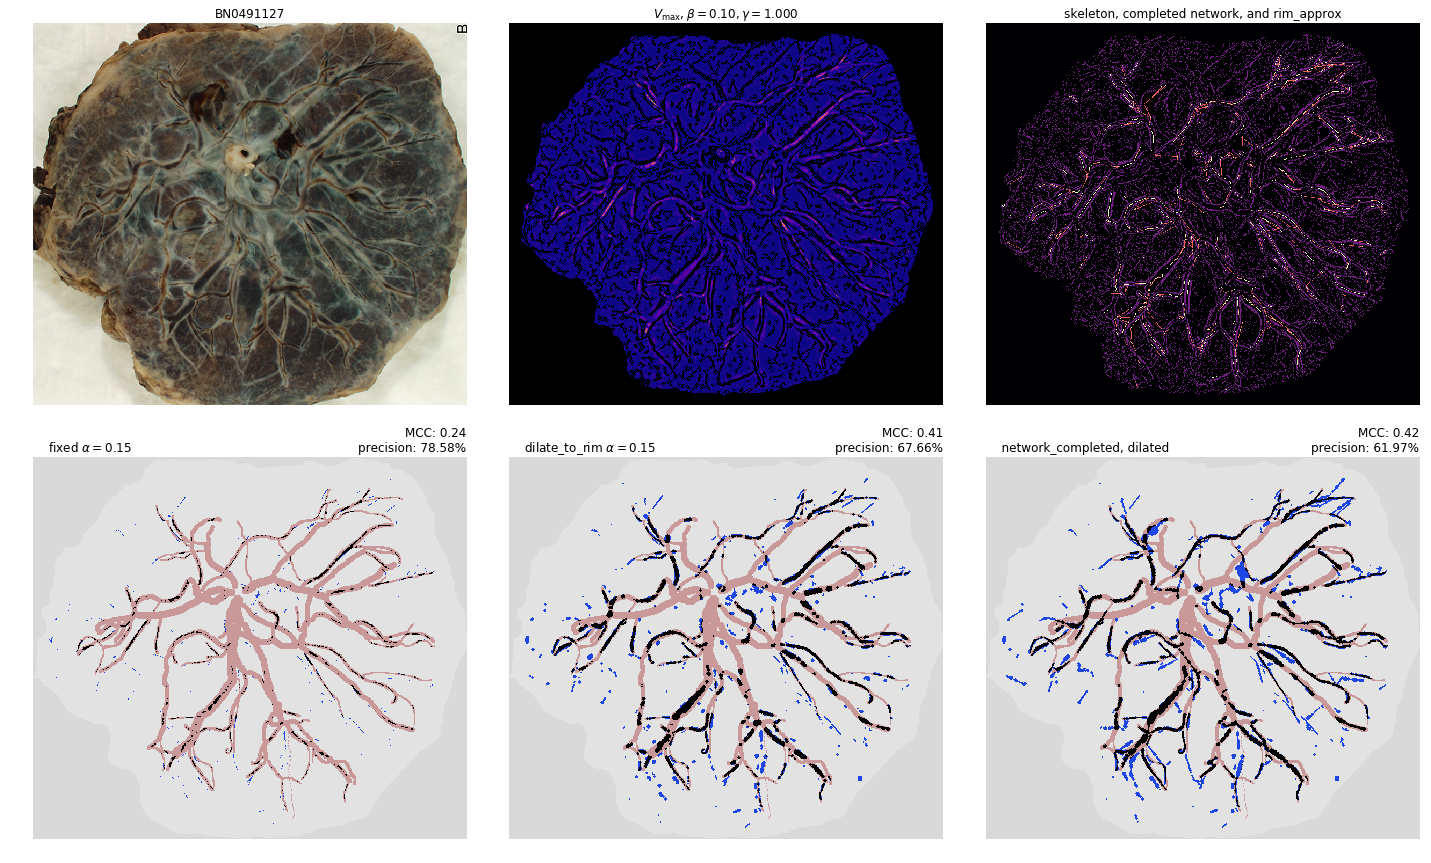 BN0491127
B
V_max, β = 0.10, γ = 1.000
skeleton, completed network, and rim_approx
fixed α = 0.15
MCC: 0.24
precision: 78.58%
dilate_to_rim α = 0.15
MCC: 0.41
precision: 67.66%
network_completed, dilated
MCC: 0.42
precision: 61.97%